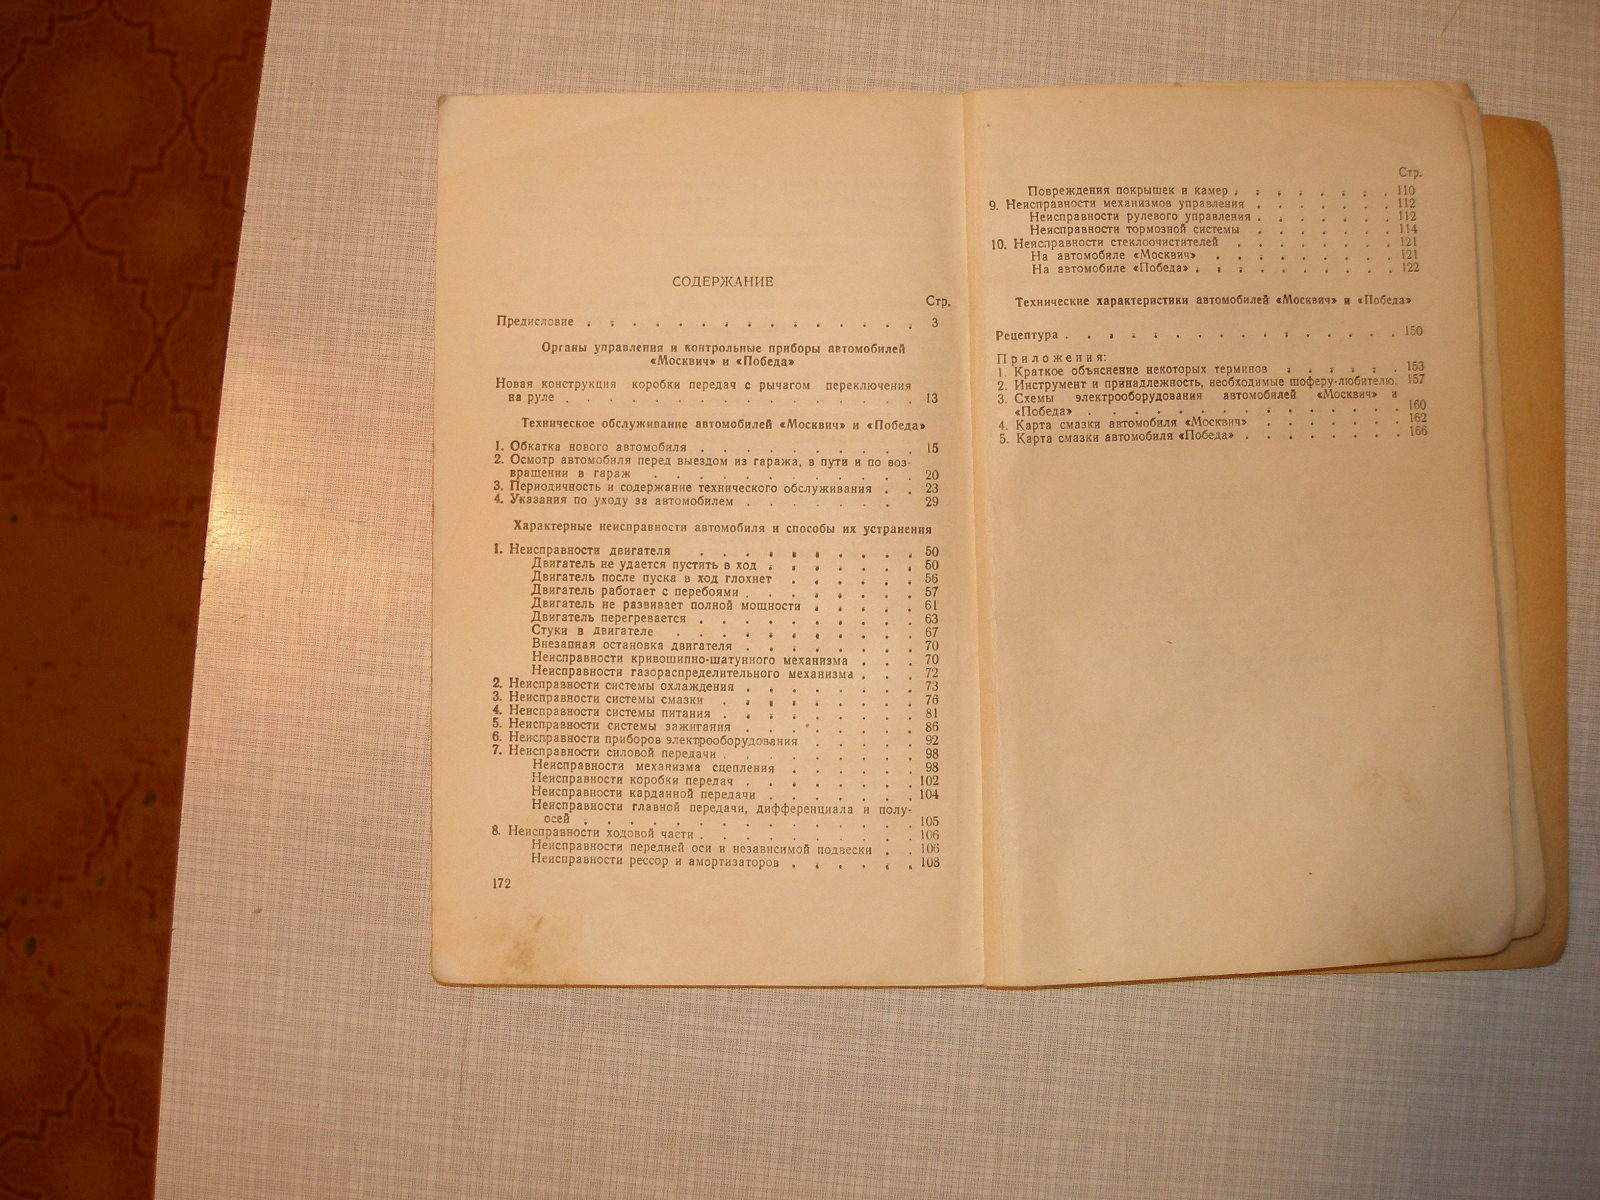 СОДЕРЖАНИЕ
Стр.
Предисловие . . . . . . . . . . . . . . . 3
Органы управления и контрольные приборы автомобилей
«Москвич» и «Победа»
Новая конструкция коробки передач с рычагом переключения
на руле . . . . . . . . . . . . . . . . 13
Техническое обслуживание автомобилей «Москвич» и «Победа»
1. Обкатка нового автомобиля . . . . . . . . . . 15
2. Осмотр автомобиля перед выездом из гаража, в пути и по воз-
вращении в гараж . . . . . . . . . . . . 20
3. Периодичность и содержание технического обслуживания . . 23
4. Указания по уходу за автомобилем . . . . . . . 29
Характерные неисправности автомобиля и способы их устранения
1. Неисправности двигателя . . . . . . . . . . 50
Двигатель не удается пустить в ход . . . . . . . 50
Двигатель после пуска в ход глохнет . . . . . . 56
Двигатель работает с перебоями . . . . . . . . 57
Двигатель не развивает полной мощности . . . . . 61
Двигатель перегревается . . . . . . . . . . 63
Стуки в двигателе . . . . . . . . . . . 67
Внезапная остановка двигателя . . . . . . . . 70
Неисправности кривошипно-шатунного механизма . . . 70
Неисправности газораспределительного механизма . . . 72
2. Неисправности системы охлаждения . . . . . . . . 73
3. Неисправности системы смазки . . . . . . . . . 76
4. Неисправности системы питания . . . . . . . . . 81
5. Неисправности системы зажигания . . . . . . . . 86
6. Неисправности приборов электрооборудования . . . . . 92
7. Неисправности силовой передачи . . . . . . . . . 98
Неисправности механизма сцепления . . . . . . 98
Неисправности коробки передач . . . . . . . . 102
Неисправности карданной передачи . . . . . . . 104
Неисправности главной передачи, дифференциала и полу-
осей . . . . . . . . . . . . . . . 105
8. Неисправности ходовой части . . . . . . . . . . 106
Неисправности передней оси и независимой подвески . . 106
Неисправности рессор и амортизаторов . . . . . . 108
172
Стр.
Повреждения покрышек и камер . . . . . . . . 110
9. Неисправности механизмов управления . . . . . . . 112
Неисправности рулевого управления . . . . . . . 112
Неисправности тормозной системы . . . . . . . 114
10. Неисправности стеклоочистителей . . . . . . . . 121
На автомобиле «Москвич» . . . . . . . . . 121
На автомобиле «Победа» . . . . . . . . . . 122
Технические характеристики автомобилей «Москвич» и «Победа»
Рецептура . . . . . . . . . . . . . . . . 150
Приложения:
1. Краткое объяснение некоторых терминов . . . . . . 153
2. Инструмент и принадлежность, необходимые шоферу-любителю. 157
3. Схемы электрооборудования автомобилей «Москвич» и
«Победа» . . . . . . . . . . . . . . . 160
4. Карта смазки автомобиля «Москвич» . . . . . . . 162
5. Карта смазки автомобиля «Победа» . . . . . . . . 166